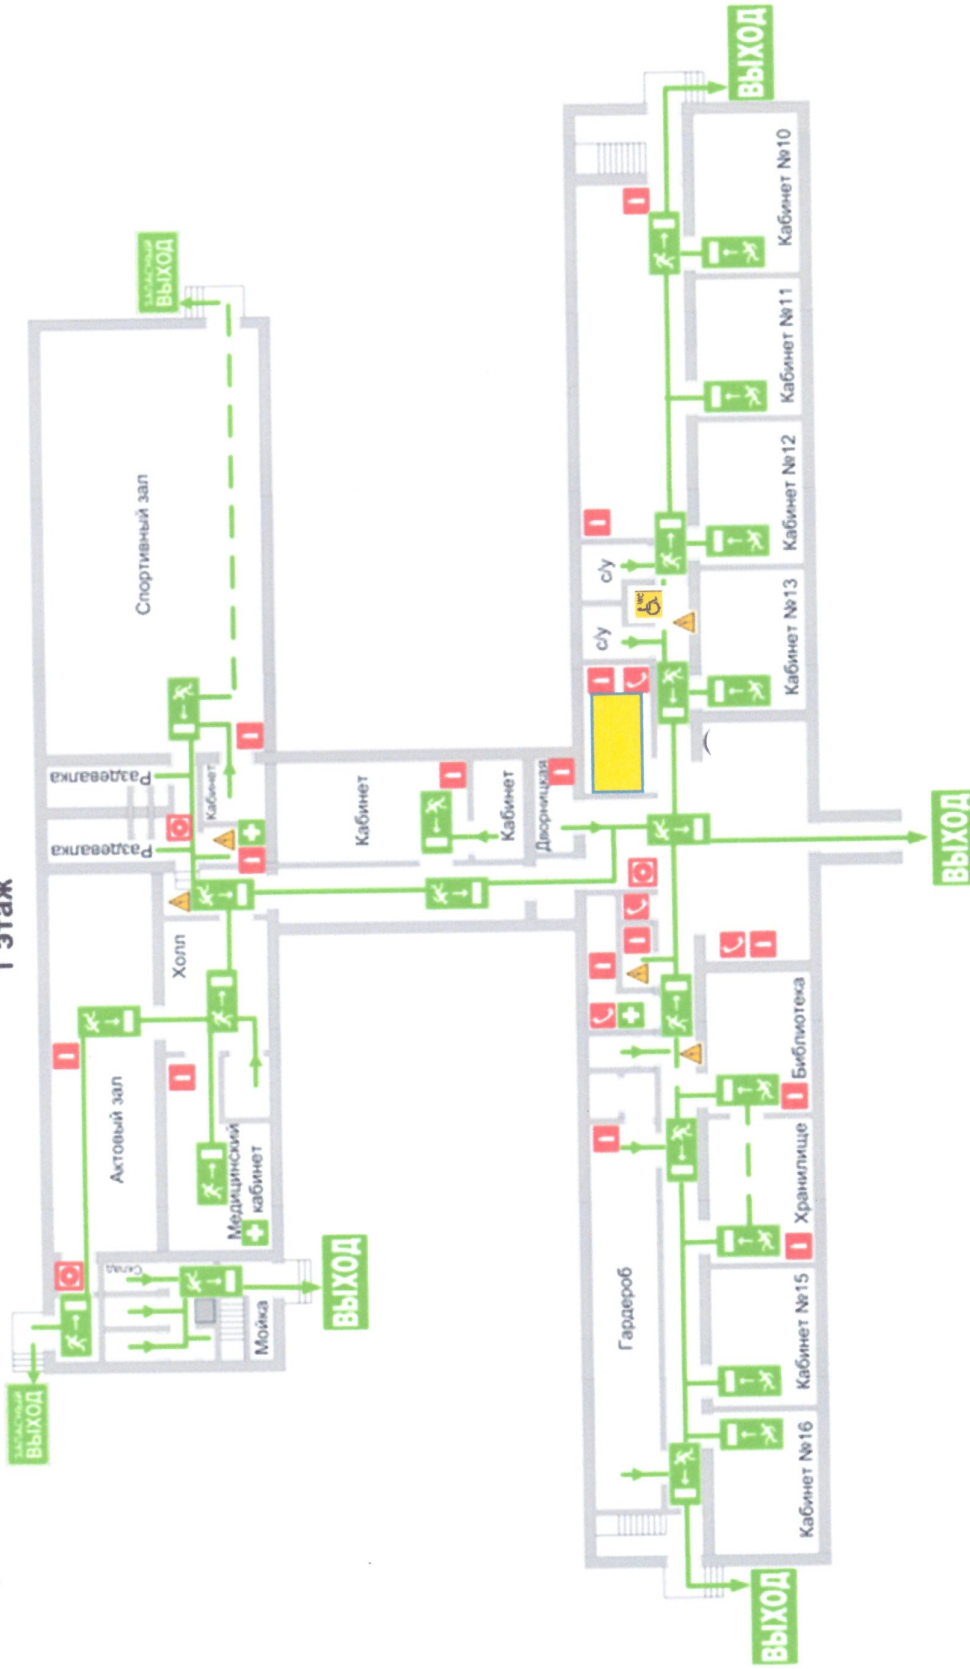 1 этаж
ЗАПАСНЫЙ
ВЫХОД
Актовый зал
Раздевалка
Раздевалка
Спортивный зал
ЗАПАСНЫЙ
ВЫХОД
Склад
Холл
Кабинет
Медицинский
кабинет
Мойка
ВЫХОД
Кабинет
Кабинет
Дворницкая
Гардероб
с/у
с/у
WC
Кабинет №16
Кабинет №15
Хранилище
Библиотека
Кабинет №13
Кабинет №12
Кабинет №11
Кабинет №10
ВЫХОД
ВЫХОД
ВЫХОД